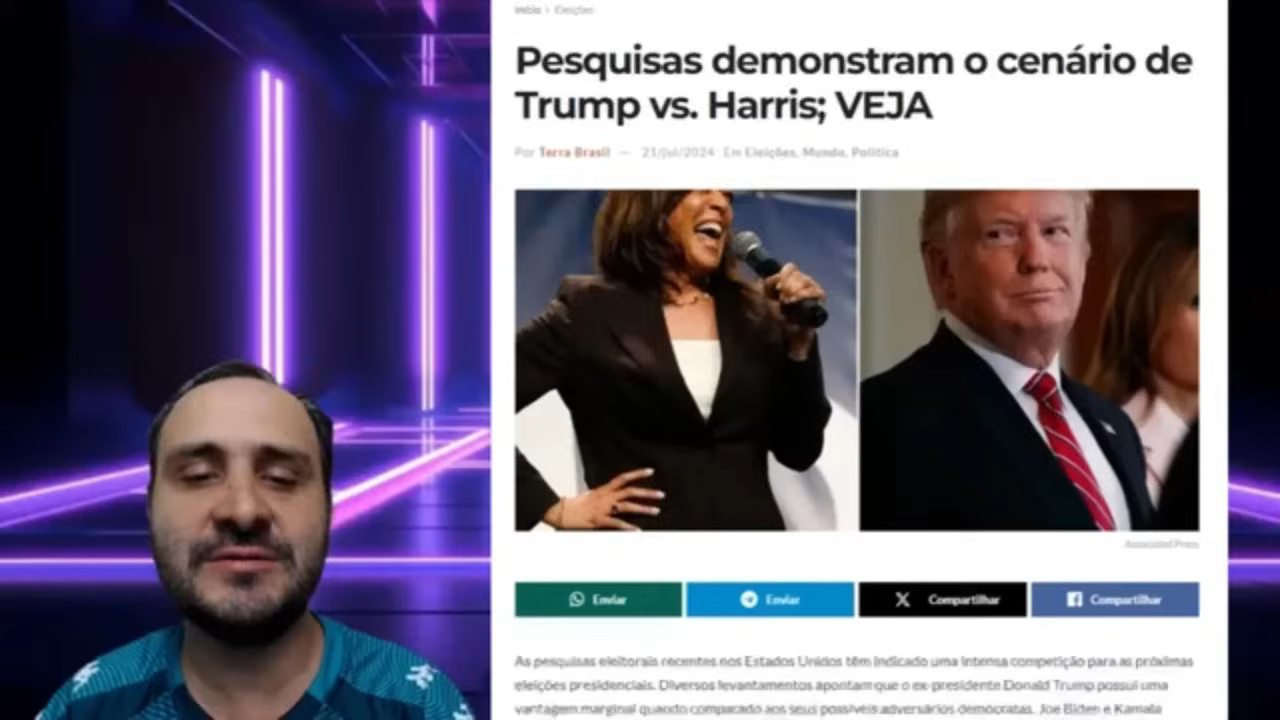 Início > Eleições
Pesquisas demonstram o cenário de
Trump vs. Harris; VEJA
Por Terra Brasil — 21/jul/2024 Em Eleições, Mundo, Política
Associated Press
Enviar
Enviar
Compartilhar
Compartilhar
As pesquisas eleitorais recentes nos Estados Unidos têm indicado uma intensa competição para as próximas
eleições presidenciais. Diversos levantamentos apontam que o ex-presidente Donald Trump possui uma
vantagem marginal quando comparado aos seus possíveis adversários democratas, Joe Biden e Kamala